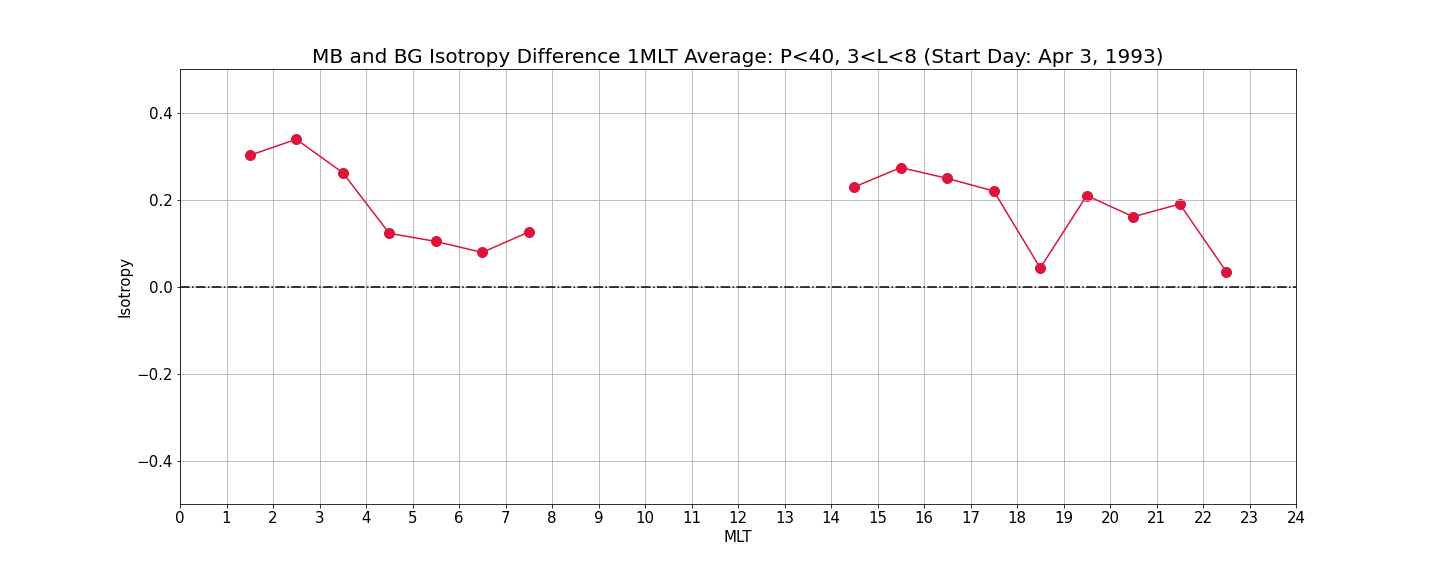 MB and BG Isotropy Difference 1MLT Average: P<40, 3<L<8 (Start Day: Apr 3, 1993)
0.4
0.2
0.0
−0.2
−0.4
Isotropy
0 1 2 3 4 5 6 7 8 9 10 11 12 13 14 15 16 17 18 19 20 21 22 23 24
MLT